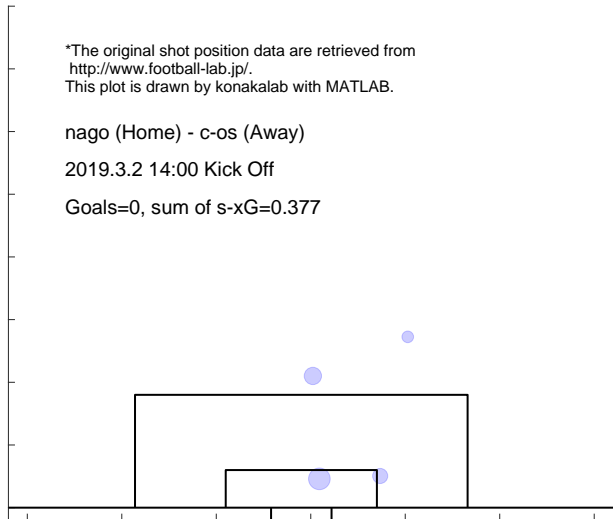 *The original shot position data are retrieved from
http://www.football-lab.jp/.
This plot is drawn by konakalab with MATLAB.
nago (Home) - c-os (Away)
2019.3.2 14:00 Kick Off
Goals=0, sum of s-xG=0.377